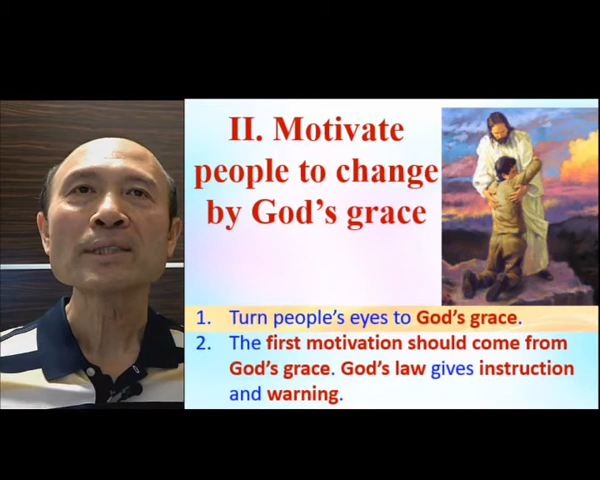 II. Motivate
people to change
by God's grace
1. Turn people's eyes to God's grace.
2. The first motivation should come from
God's grace. God's law gives instruction
and warning.